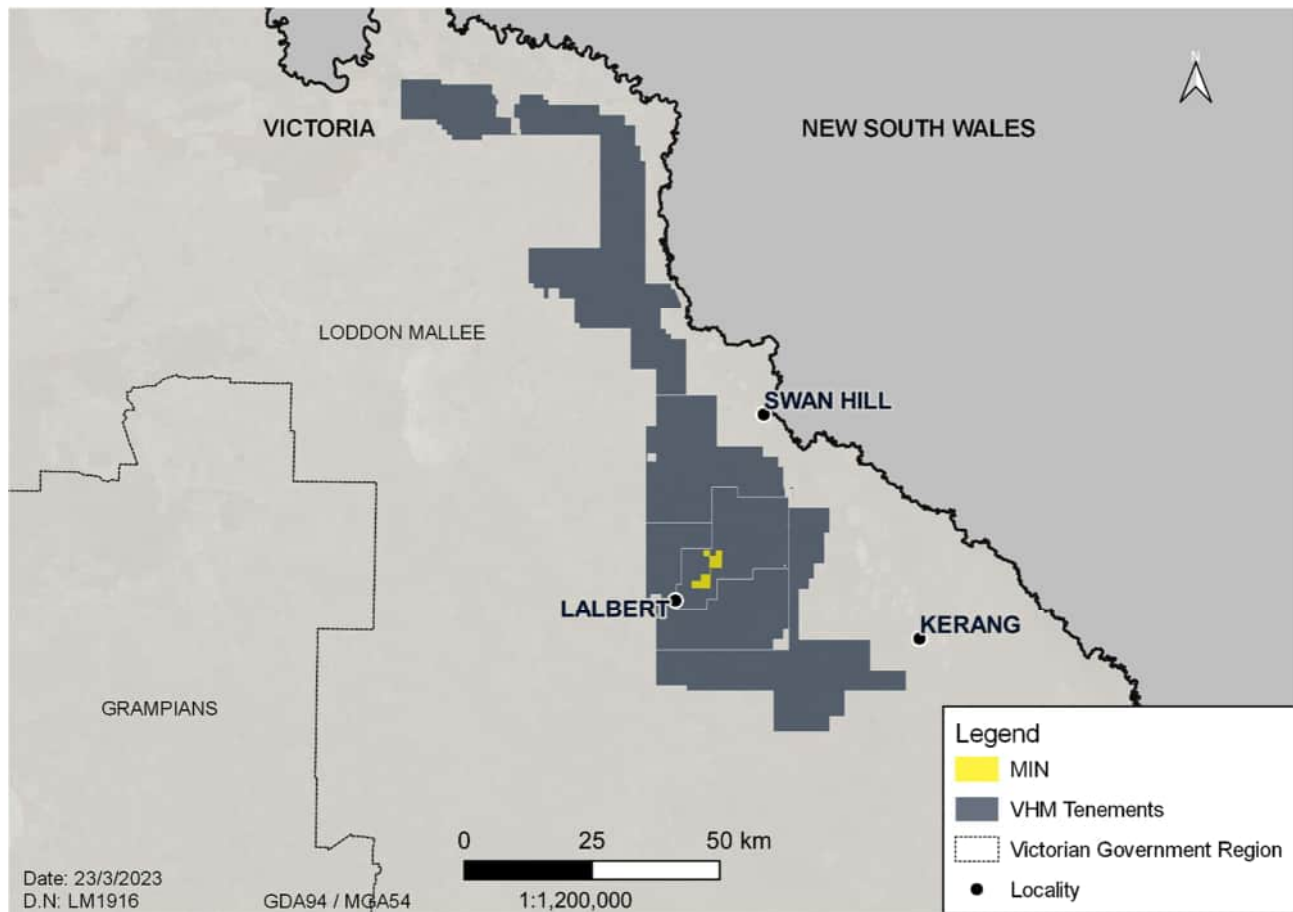 N
VICTORIA
NEW SOUTH WALES
LODDON MALLEE
SWAN HILL
LALBERT
KERANG
GRAMPIANS
Legend
MIN
VHM Tenements
Victorian Government Region
Locality
0 25 50 km
Date: 23/3/2023
D.N: LM1916
GDA94 / MGA54
1:1,200,000